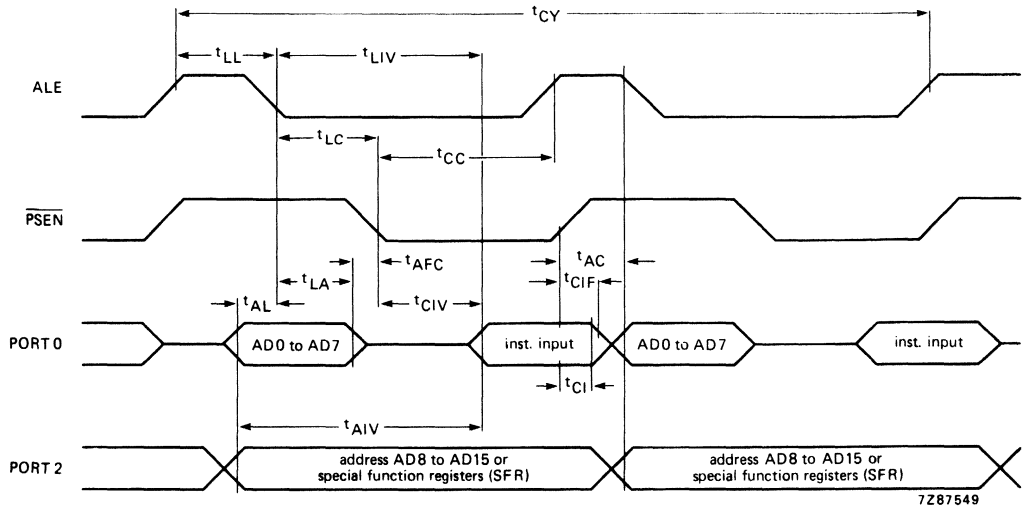 tCY
tLL
tLIV
ALE
tLC
tCC
PSEN
tAFC
tAC
tLA
tCIF
tAL
tCIV
PORT 0
AD0 to AD7
inst. input
AD0 to AD7
inst. input
tCI
tAIV
PORT 2
address AD8 to AD15 or
special function registers (SFR)
address AD8 to AD15 or
special function registers (SFR)
7Z87549